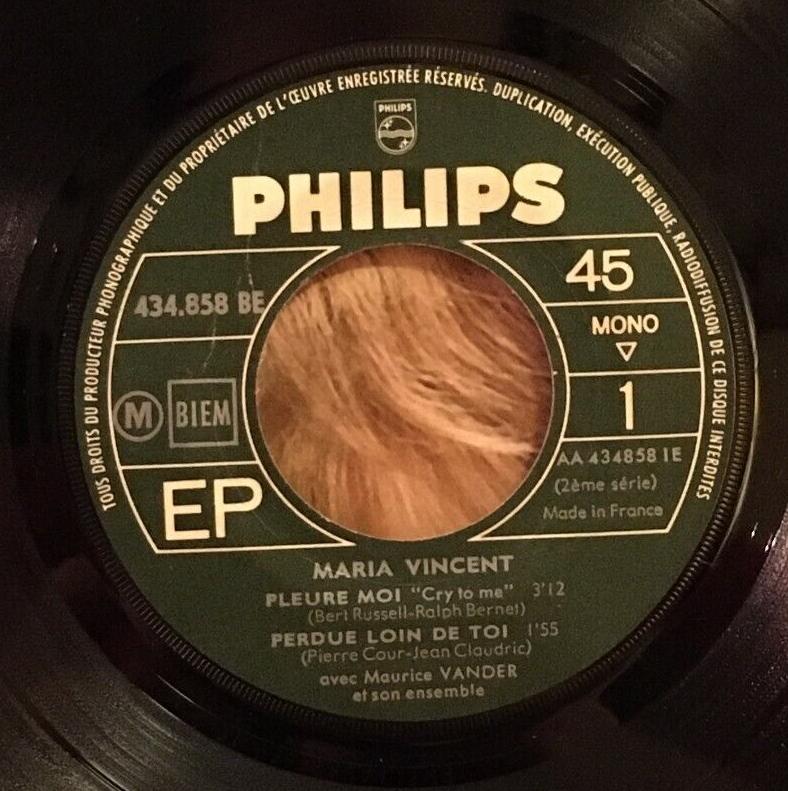 TOUS DROITS DU PRODUCTEUR PHONOGRAPHIQUE ET DU PROPRIÉTAIRE DE L'ŒUVRE ENREGISTRÉE RÉSERVÉS. DUPLICATION, EXÉCUTION PUBLIQUE, RADIODIFFUSION DE CE DISQUE INTERDITES
PHILIPS
PHILIPS
434.858 BE
M BIEM
EP
45
MONO
▽
1
AA 434858 1E
(2ème série)
Made in France
MARIA VINCENT
PLEURE MOI "Cry to me" 3'12
(Bert Russell-Ralph Bernet)
PERDUE LOIN DE TOI 1'55
(Pierre Cour-Jean Claudric)
avec Maurice VANDER
et son ensemble